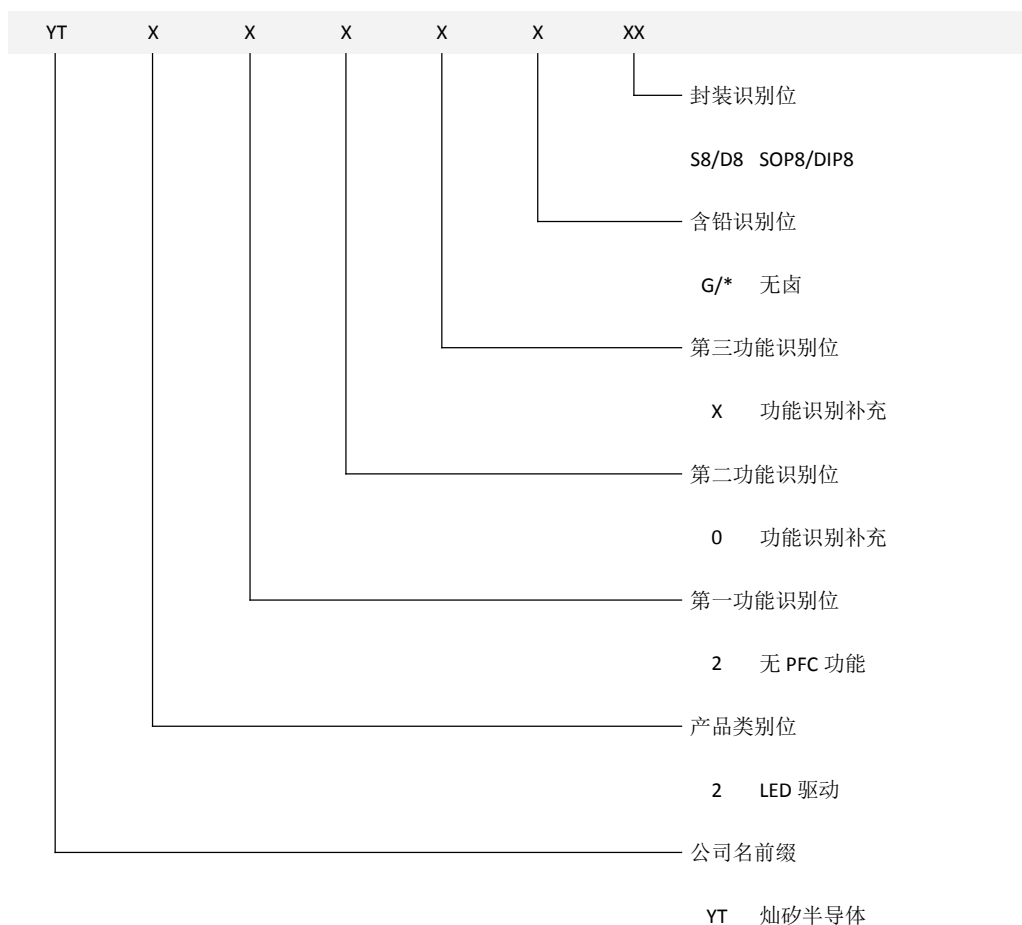 YT X X X X X XX
封装识别位
S8/D8 SOP8/DIP8
含铅识别位
G/* 无卤
第三功能识别位
X 功能识别补充
第二功能识别位
0 功能识别补充
第一功能识别位
2 无 PFC 功能
产品类别位
2 LED 驱动
公司名前缀
YT 灿矽半导体